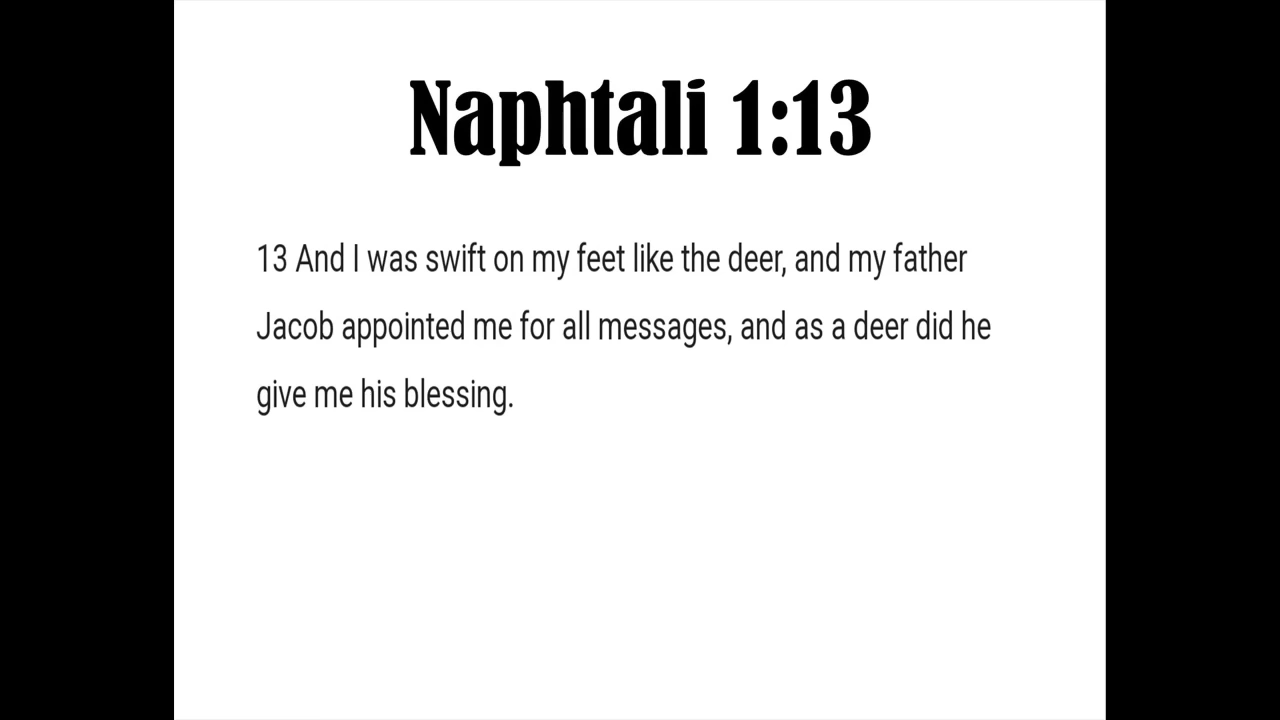 Naphtali 1:13
13 And I was swift on my feet like the deer, and my father
Jacob appointed me for all messages, and as a deer did he
give me his blessing.